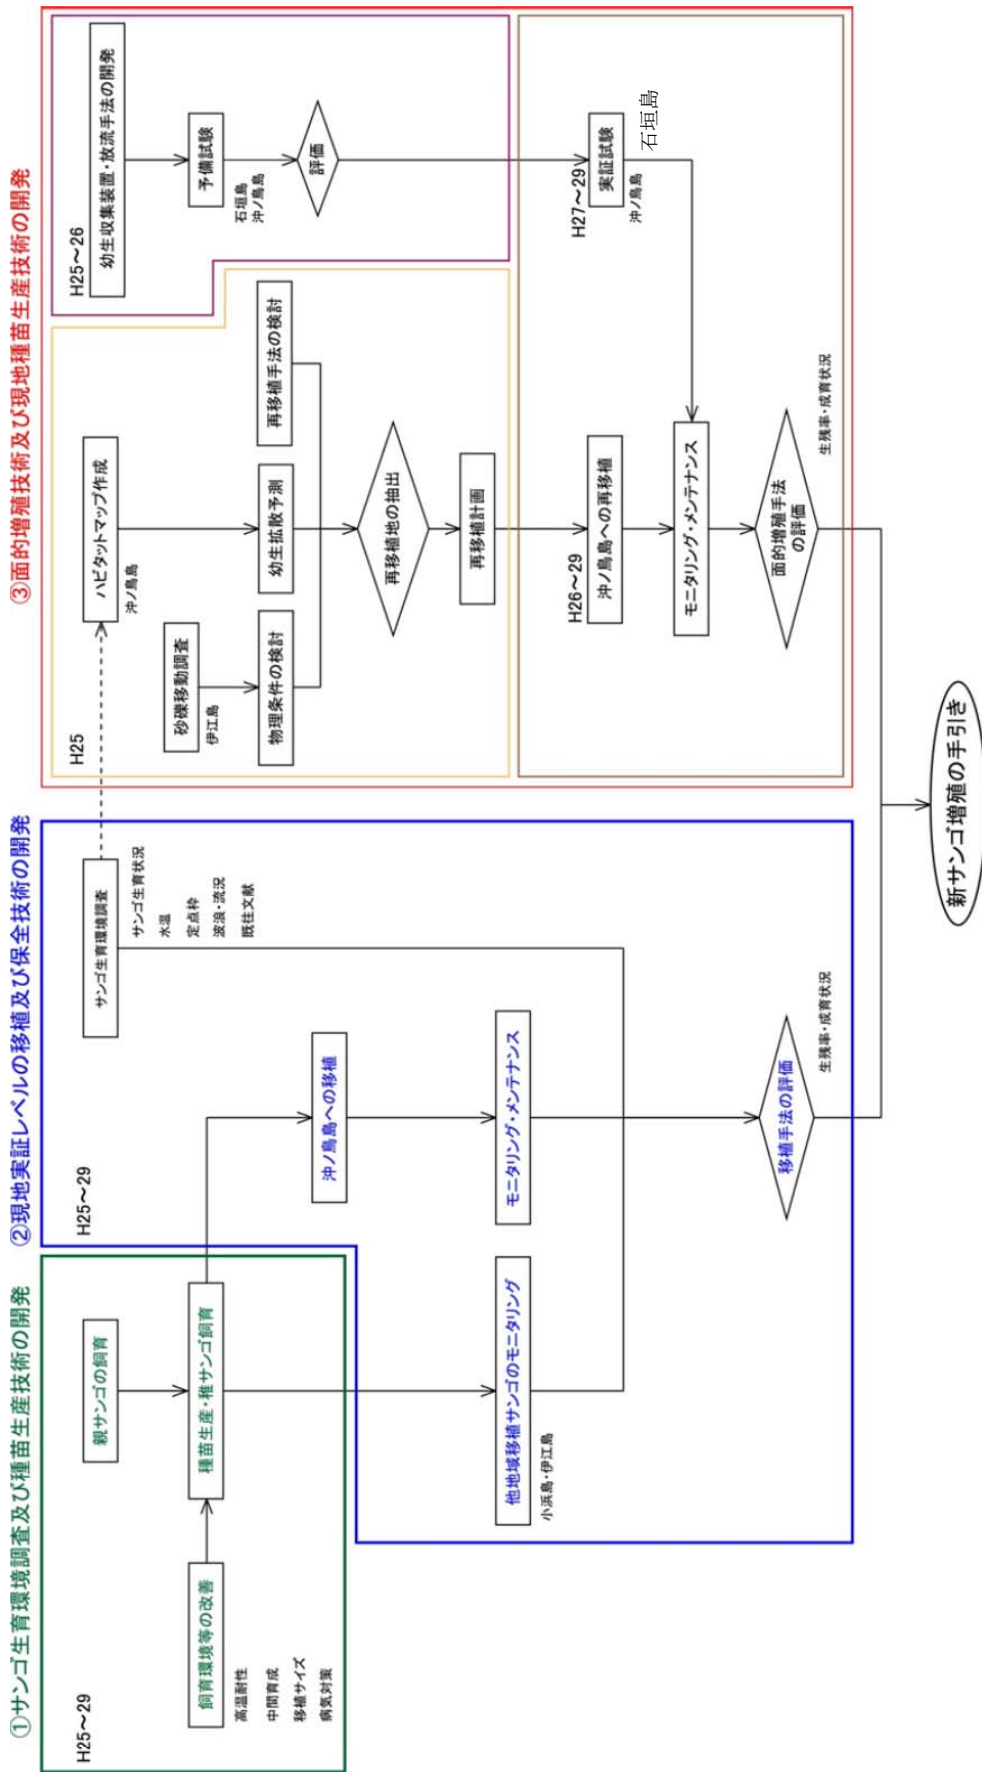 ①サンゴ生育環境調査及び種苗生産技術の開発
H25～29
親サンゴの飼育
飼育環境等の改善
種苗生産・稚サンゴ飼育
高温耐性
中間育成
移植サイズ
病気対策
②現地実証レベルの移植及び保全技術の開発
H25～29
サンゴ生育環境調査
サンゴ生育状況
水温
定点枠
波浪・流況
既往文献
沖ノ鳥島への移植
他地域移植サンゴのモニタリング
小浜島・伊江島
モニタリング・メンテナンス
移植手法の評価
生残率・成育状況
③面的増殖技術及び現地種苗生産技術の開発
H25
ハビタットマップ作成
沖ノ鳥島
砂礫移動調査
伊江島
物理条件の検討
幼生拡散予測
再移植手法の検討
再移植地の抽出
再移植計画
H25～26
幼生収集装置・放流手法の開発
予備試験
石垣島
沖ノ鳥島
評価
H26～29
沖ノ鳥島への再移植
H27～29
実証試験
沖ノ鳥島
石垣島
モニタリング・メンテナンス
面的増殖手法
の評価
生残率・成育状況
新サンゴ増殖の手引き